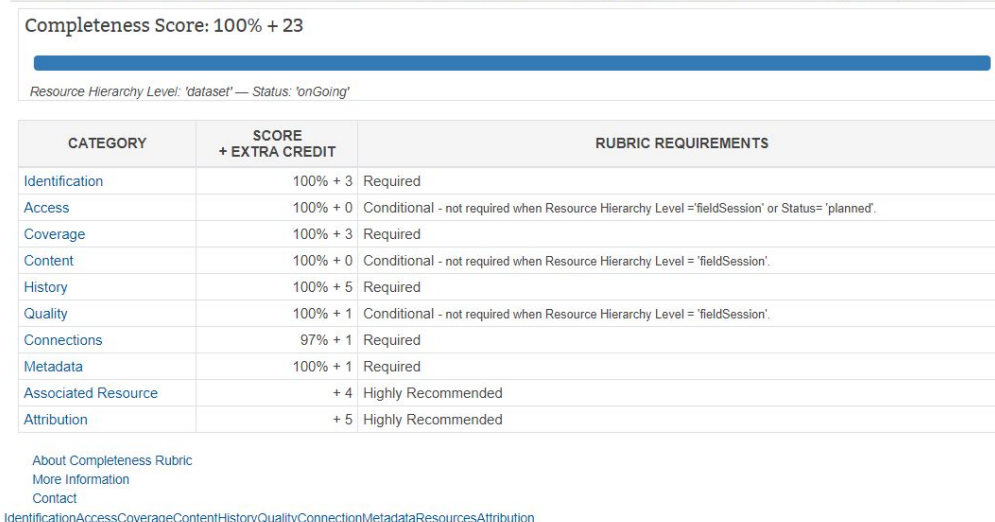 Completeness Score: 100% + 23
Resource Hierarchy Level: 'dataset' — Status: 'onGoing'
CATEGORY SCORE + EXTRA CREDIT RUBRIC REQUIREMENTS
Identification 100% + 3 Required
Access 100% + 0 Conditional - not required when Resource Hierarchy Level ='fieldSession' or Status= 'planned'.
Coverage 100% + 3 Required
Content 100% + 0 Conditional - not required when Resource Hierarchy Level = 'fieldSession'.
History 100% + 5 Required
Quality 100% + 1 Conditional - not required when Resource Hierarchy Level = 'fieldSession'.
Connections 97% + 1 Required
Metadata 100% + 1 Required
Associated Resource + 4 Highly Recommended
Attribution + 5 Highly Recommended
About Completeness Rubric
More Information
Contact
IdentificationAccessCoverageContentHistoryQualityConnectionMetadataResourcesAttribution